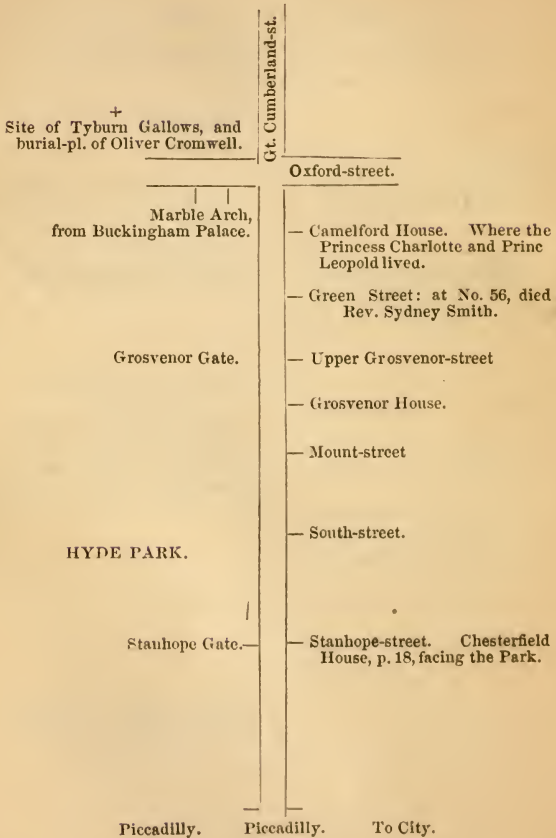 Gt. Cumberland-st.
Site of Tyburn Gallows, and
burial-pl. of Oliver Cromwell.
Oxford-street.
Marble Arch,
from Buckingham Palace.
Camelford House. Where the
Princess Charlotte and Princ
Leopold lived.
Green Street: at No. 56, died
Rev. Sydney Smith.
Grosvenor Gate.
Upper Grosvenor-street
Grosvenor House.
Mount-street
South-street.
HYDE PARK.
Stanhope Gate.
Stanhope-street. Chesterfield
House, p. 18, facing the Park.
Piccadilly. Piccadilly. To City.